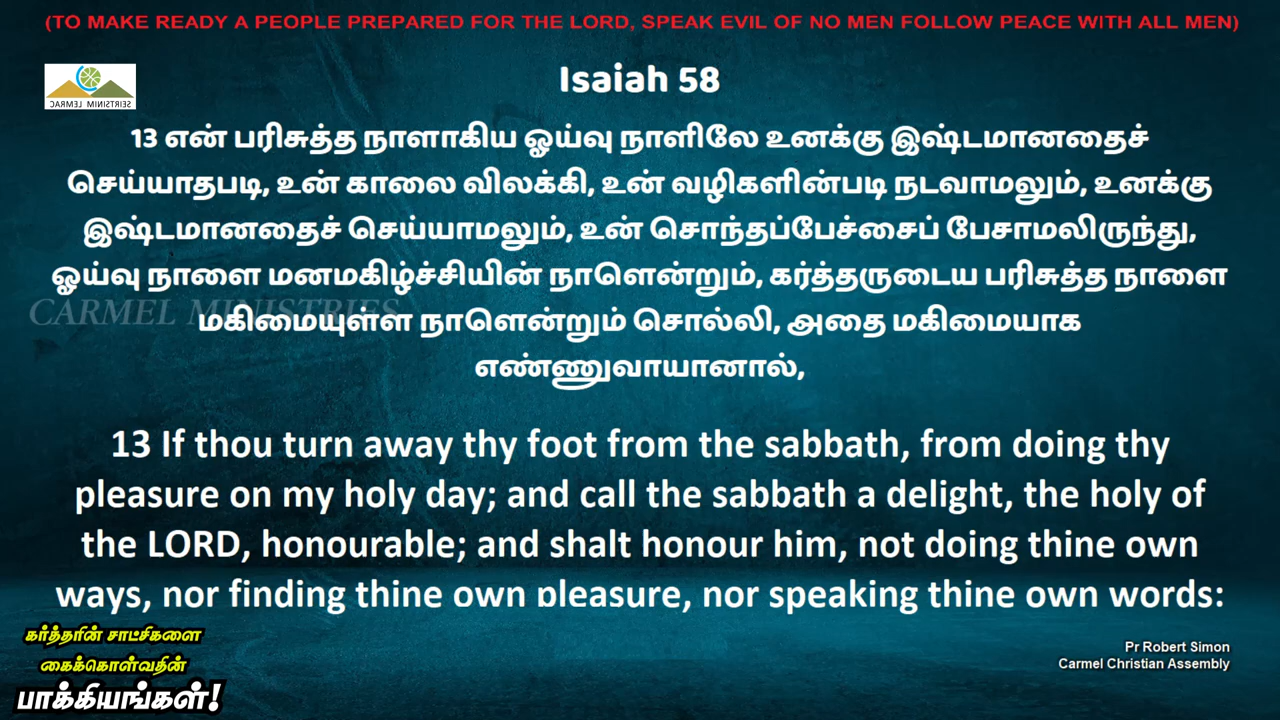 (TO MAKE READY A PEOPLE PREPARED FOR THE LORD, SPEAK EVIL OF NO MEN FOLLOW PEACE WITH ALL MEN)
CARMEL MINISTRIES
Isaiah 58
13 என் பரிசுத்த நாளாகிய ஓய்வு நாளிலே உனக்கு இஷ்டமானதைச்
செய்யாதபடி, உன் காலை விலக்கி, உன் வழிகளின்படி நடவாமலும், உனக்கு
இஷ்டமானதைச் செய்யாமலும், உன் சொந்தப்பேச்சைப் பேசாமலிருந்து,
ஓய்வு நாளை மனமகிழ்ச்சியின் நாளென்றும், கர்த்தருடைய பரிசுத்த நாளை
CARMEL MINISTRIES
மகிமையுள்ள நாளென்றும் சொல்லி, அதை மகிமையாக
எண்ணுவாயானால்,
13 If thou turn away thy foot from the sabbath, from doing thy
pleasure on my holy day; and call the sabbath a delight, the holy of
the LORD, honourable; and shalt honour him, not doing thine own
ways, nor finding thine own pleasure, nor speaking thine own words:
கர்த்தரின் சாட்சிகளை
கைக்கொள்வதின்
பாக்கியங்கள்!
Pr Robert Simon
Carmel Christian Assembly